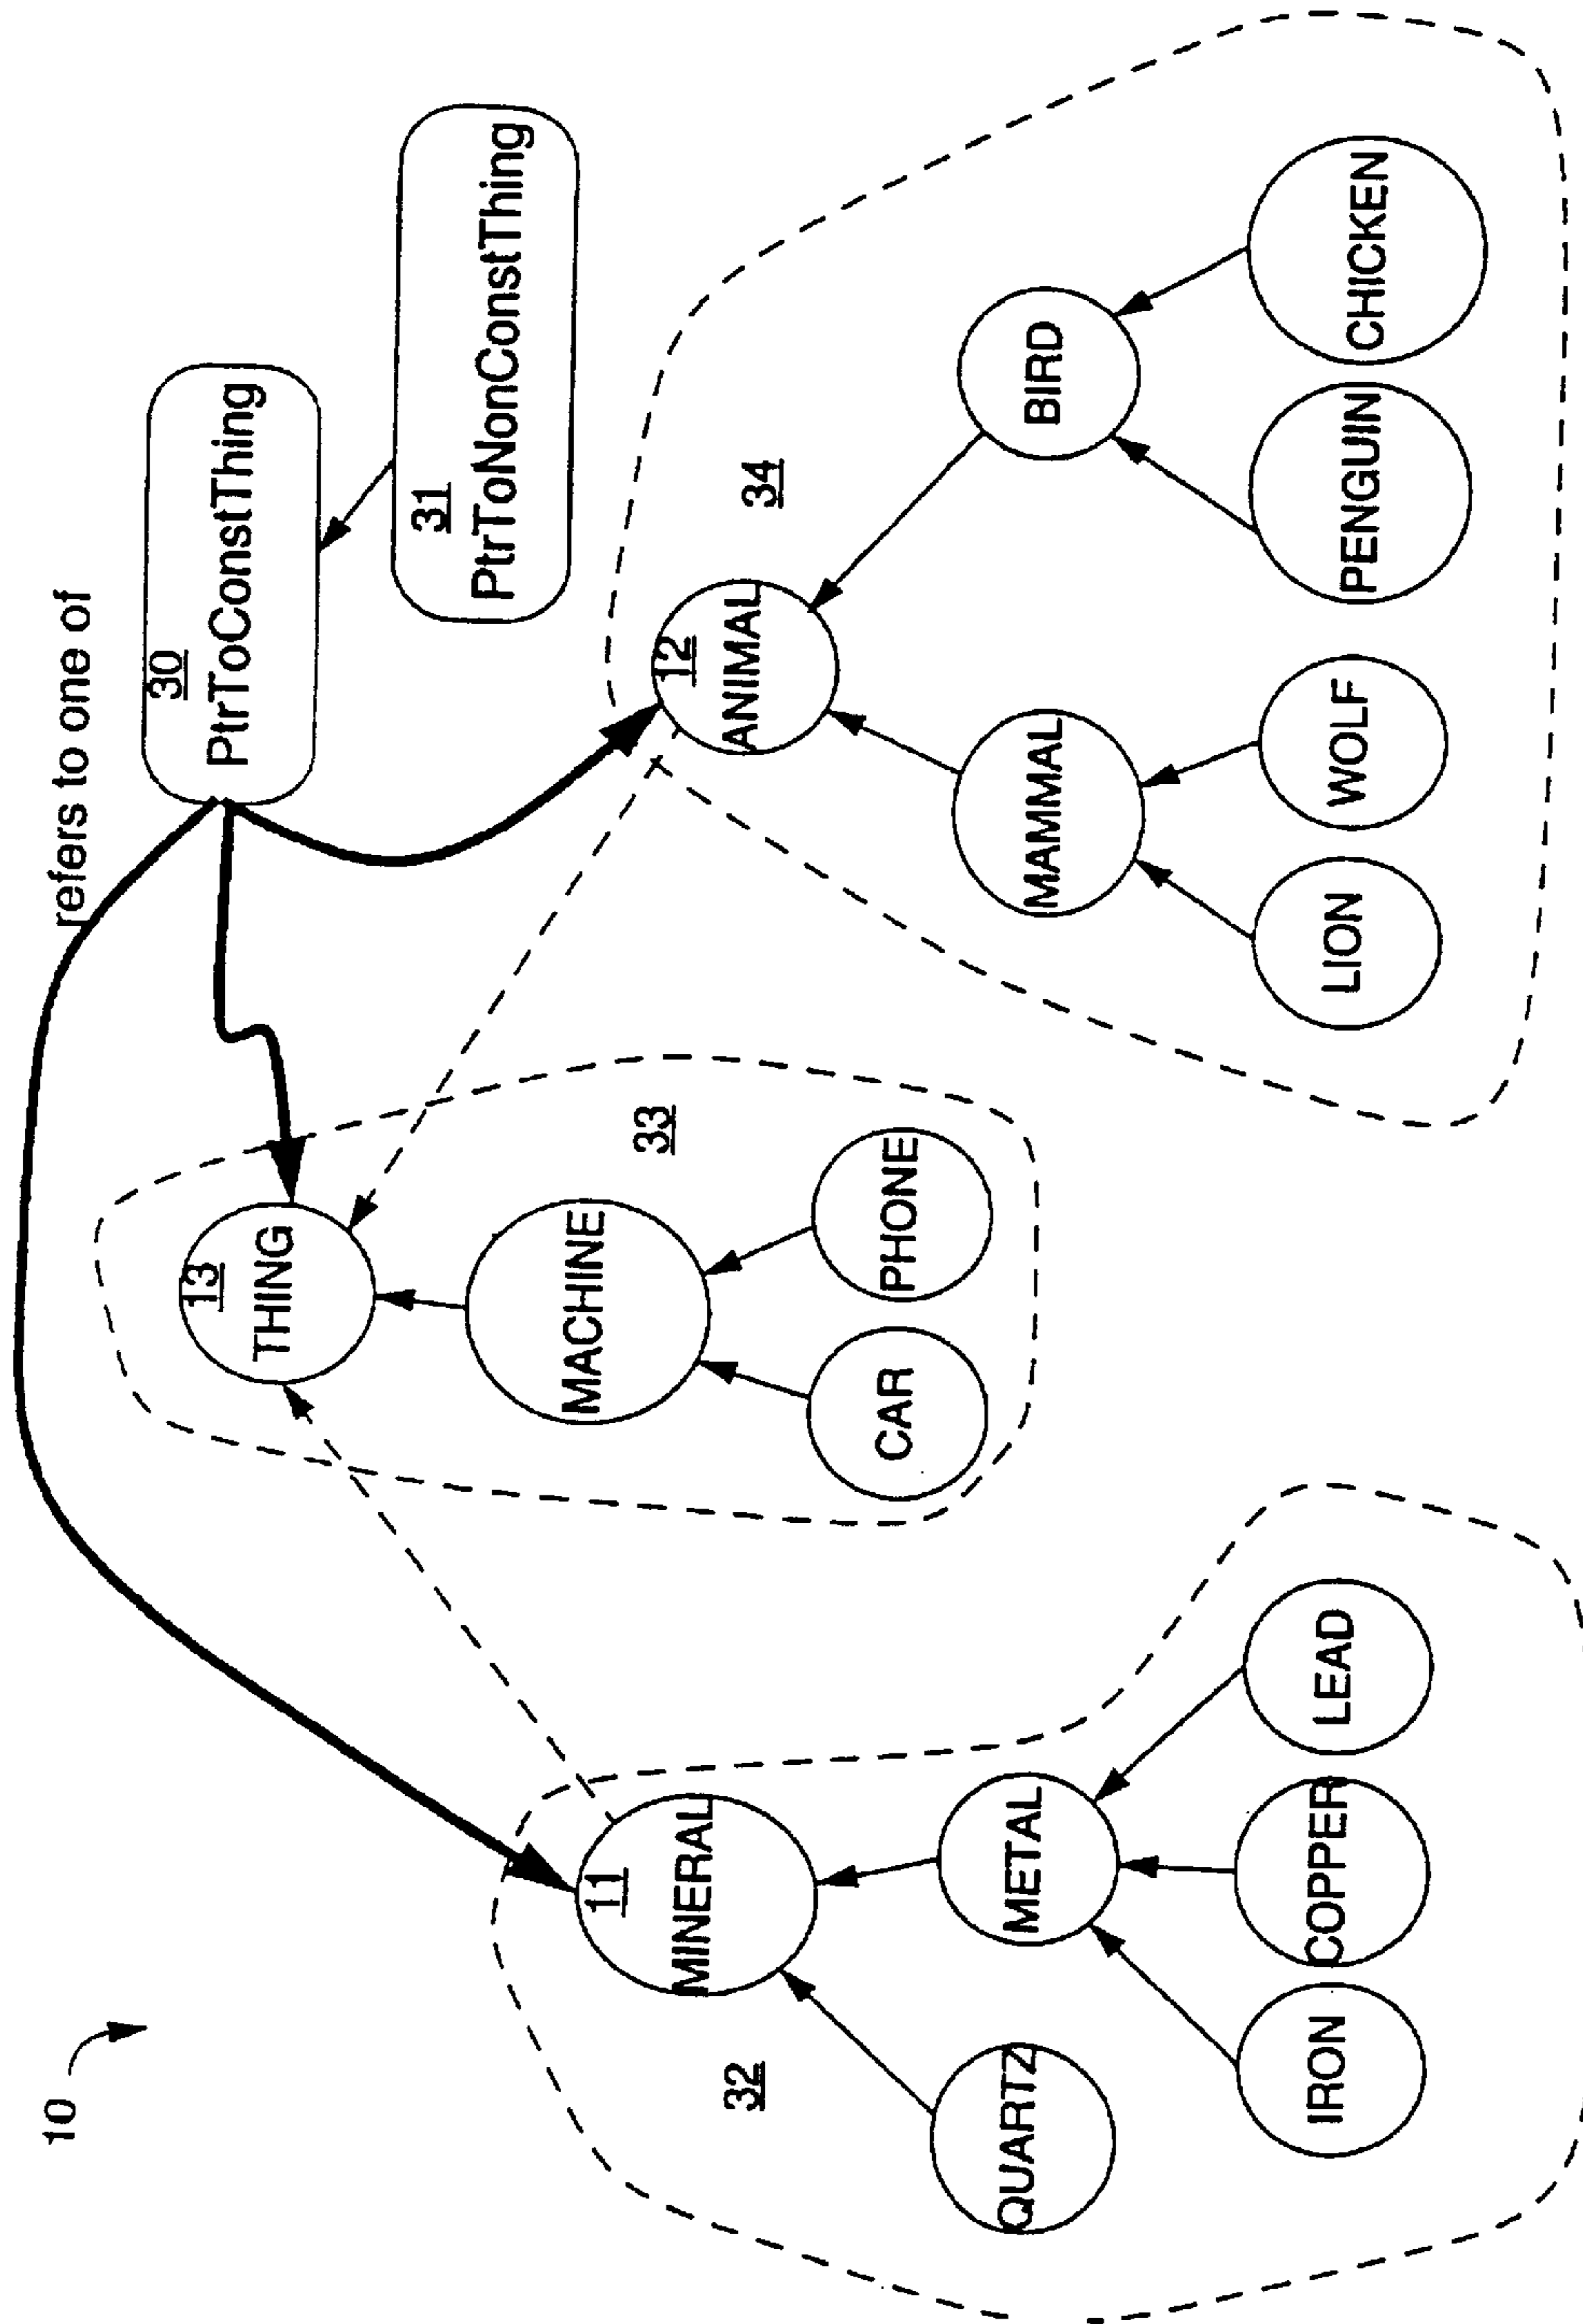 10
refers to one of
30
PtrToConstThing
31
PtrToNonConstThing
13
THING
MACHINE
CAR
PHONE
33
11
MINERAL
32
QUARTZ
METAL
IRON
COPPER
LEAD
12
ANIMAL
34
MAMMAL
BIRD
LION
WOLF
PENGUIN
CHICKEN